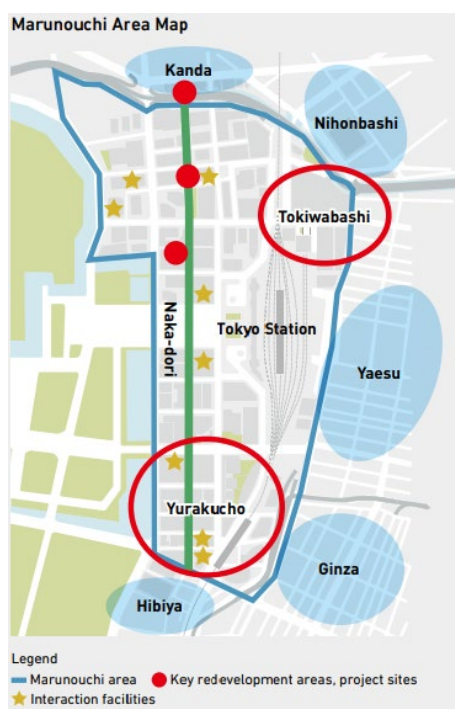 Marunouchi Area Map
Kanda
Nihonbashi
Tokiwabashi
Naka-dori
Tokyo Station
Yaesu
Yurakucho
Ginza
Hibiya
Legend
Marunouchi area
Key redevelopment areas, project sites
Interaction facilities